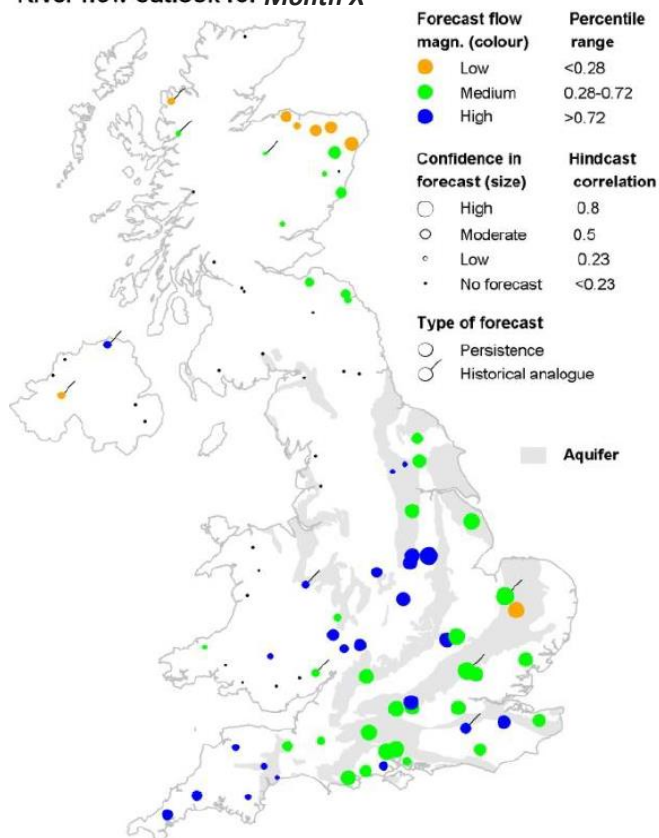 River flow outlook for Month X
Forecast flow Percentile
magn. (colour) range
Low <0.28
Medium 0.28-0.72
High >0.72
Confidence in Hindcast
forecast (size) correlation
High 0.8
Moderate 0.5
Low 0.23
No forecast <0.23
Type of forecast
Persistence
Historical analogue
Aquifer